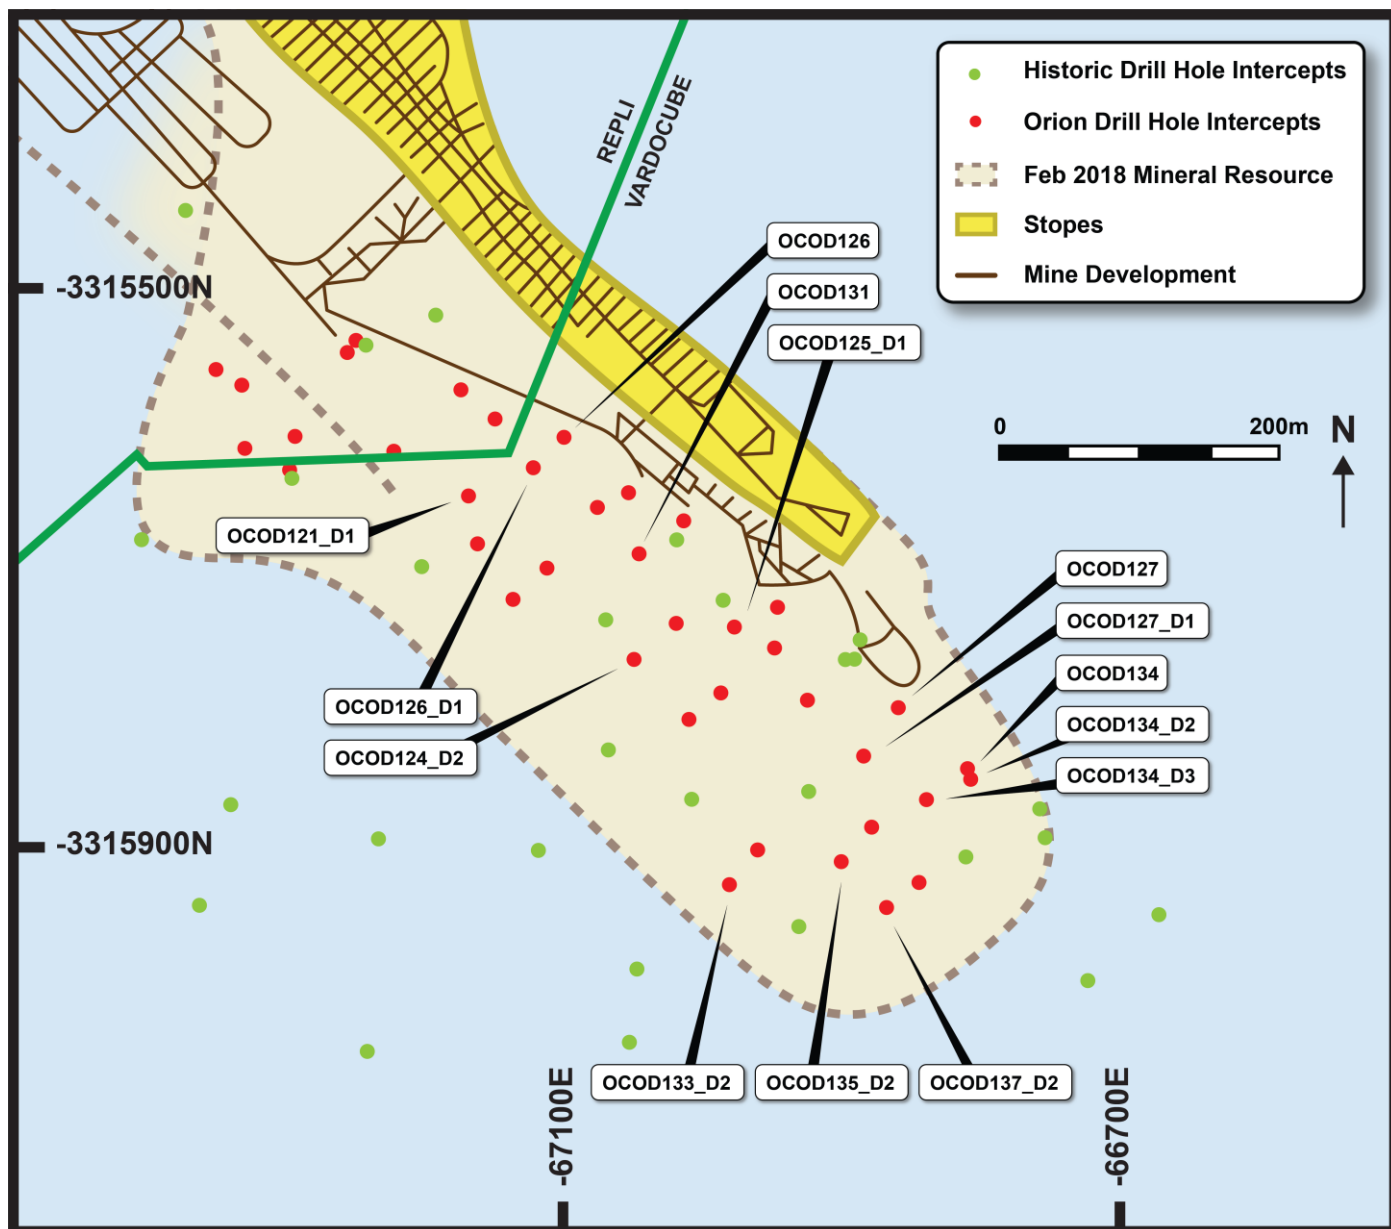 Historic Drill Hole Intercepts
Orion Drill Hole Intercepts
Feb 2018 Mineral Resource
Stopes
Mine Development
REPLI
VARDOCUBE
OCOD126
OCOD131
OCOD125_D1
-3315500N
0 200m
N
OCOD121_D1
OCOD127
OCOD127_D1
OCOD134
OCOD134_D2
OCOD134_D3
OCOD126_D1
OCOD124_D2
-3315900N
OCOD133_D2
OCOD135_D2
OCOD137_D2
-67100E
-66700E